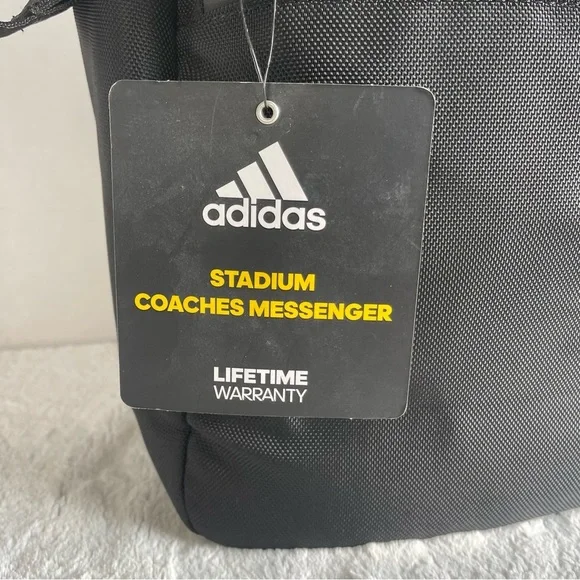 adidas
STADIUM
COACHES MESSENGER
LIFETIME
WARRANTY